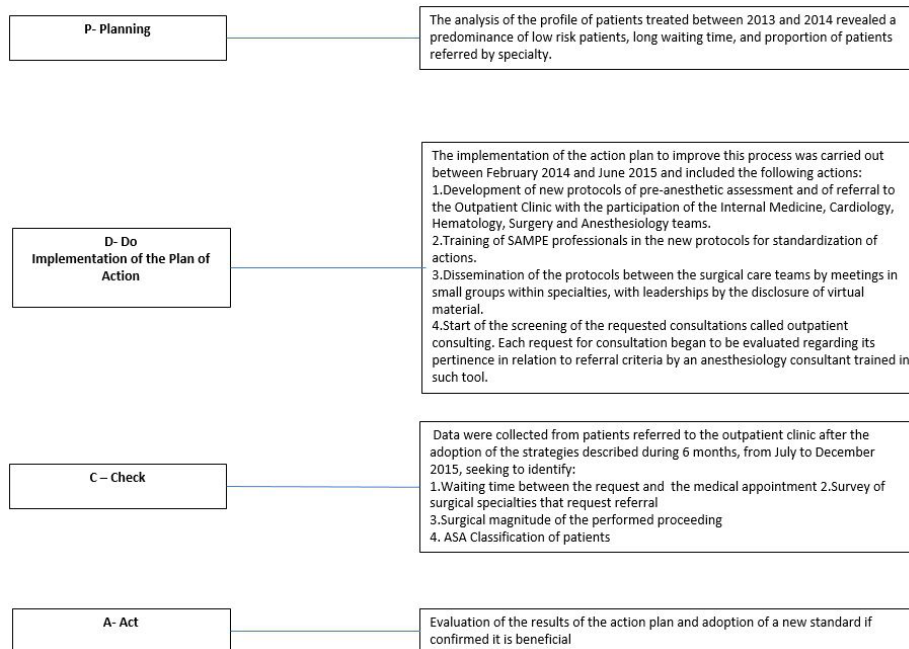 P- Planning
The analysis of the profile of patients treated between 2013 and 2014 revealed a
predominance of low risk patients, long waiting time, and proportion of patients
referred by specialty.
D- Do
Implementation of the Plan of
Action
The implementation of the action plan to improve this process was carried out
between February 2014 and June 2015 and included the following actions:
1.Development of new protocols of pre-anesthetic assessment and of referral to
the Outpatient Clinic with the participation of the Internal Medicine, Cardiology,
Hematology, Surgery and Anesthesiology teams.
2.Training of SAMPE professionals in the new protocols for standardization of
actions.
3.Dissemination of the protocols between the surgical care teams by meetings in
small groups within specialties, with leaderships by the disclosure of virtual
material.
4.Start of the screening of the requested consultations called outpatient
consulting. Each request for consultation began to be evaluated regarding its
pertinence in relation to referral criteria by an anesthesiology consultant trained in
such tool.
C – Check
Data were collected from patients referred to the outpatient clinic after the
adoption of the strategies described during 6 months, from July to December
2015, seeking to identify:
1.Waiting time between the request and the medical appointment 2.Survey of
surgical specialties that request referral
3.Surgical magnitude of the performed proceeding
4. ASA Classification of patients
A- Act
Evaluation of the results of the action plan and adoption of a new standard if
confirmed it is beneficial